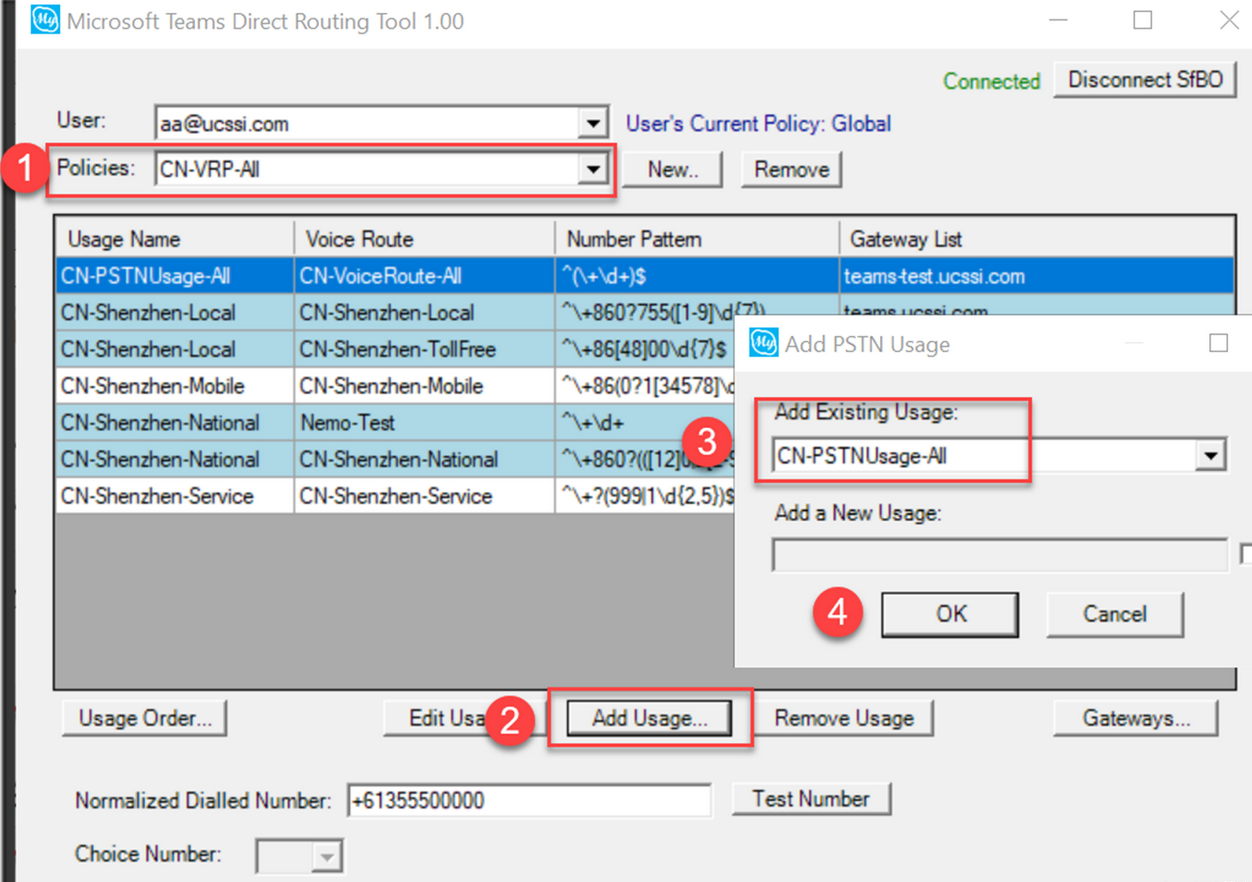 Microsoft Teams Direct Routing Tool 1.00
Connected Disconnect SfBO
User: aa@ucssi.com User's Current Policy: Global
1 Policies: CN-VRP-All New.. Remove
Usage Name Voice Route Number Pattern Gateway List
CN-PSTNUsage-All CN-VoiceRoute-All ^(\+\d+)$ teams-test.ucssi.com
CN-Shenzhen-Local CN-Shenzhen-Local ^\+860?755([1-9]\d{7}) teams.ucssi.com
CN-Shenzhen-Local CN-Shenzhen-TollFree ^\+86[48]00\d{7}$
CN-Shenzhen-Mobile CN-Shenzhen-Mobile ^\+86(0?1[34578]\d
CN-Shenzhen-National Nemo-Test ^\+\d+
CN-Shenzhen-National CN-Shenzhen-National ^\+860?(([12]0
CN-Shenzhen-Service CN-Shenzhen-Service ^\+?(999|1\d{2,5})$
My Add PSTN Usage
Add Existing Usage:
3 CN-PSTNUsage-All
Add a New Usage:
4 OK Cancel
Usage Order... Edit Usa 2 Add Usage... Remove Usage Gateways...
Normalized Dialled Number: +61355500000 Test Number
Choice Number: